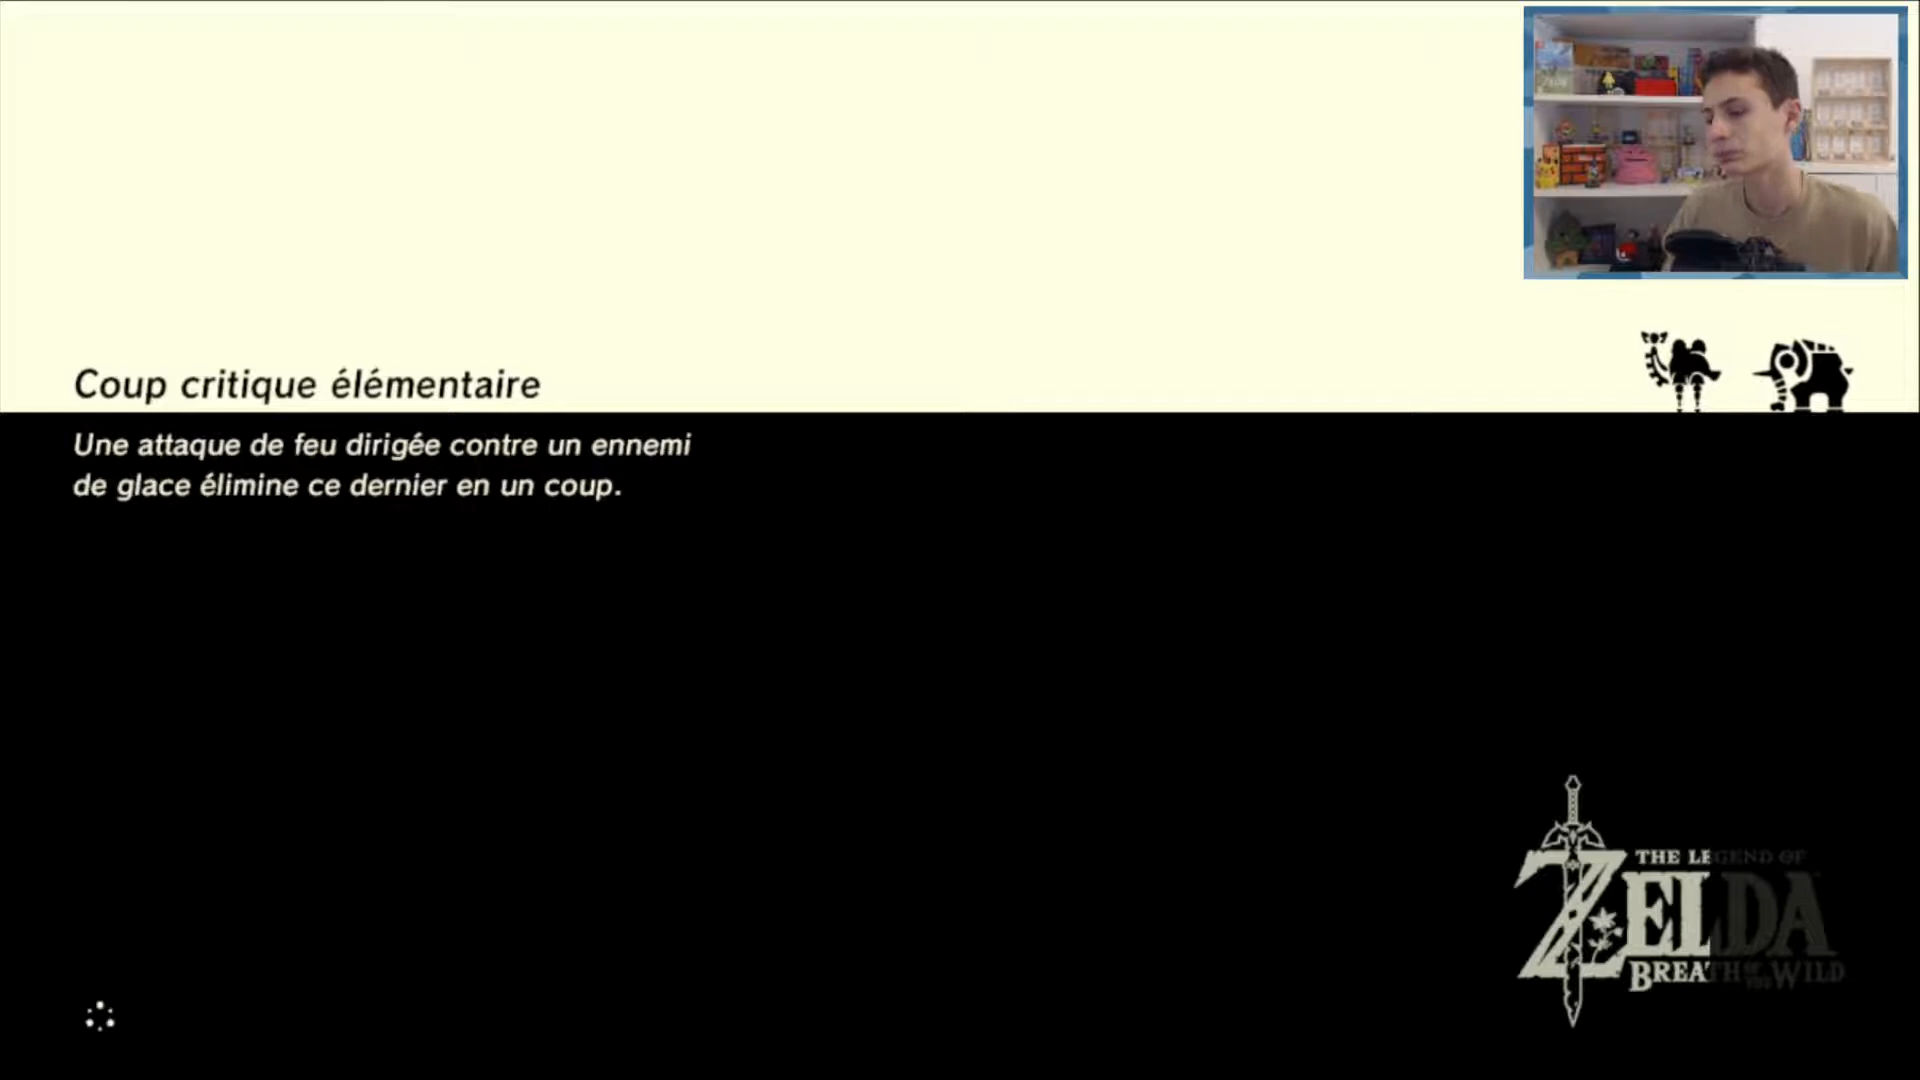 Coup critique élémentaire
Une attaque de feu dirigée contre un ennemi
de glace élimine ce dernier en un coup.
THE LEGEND OF
ZELDA
BREATH OF THE WILD